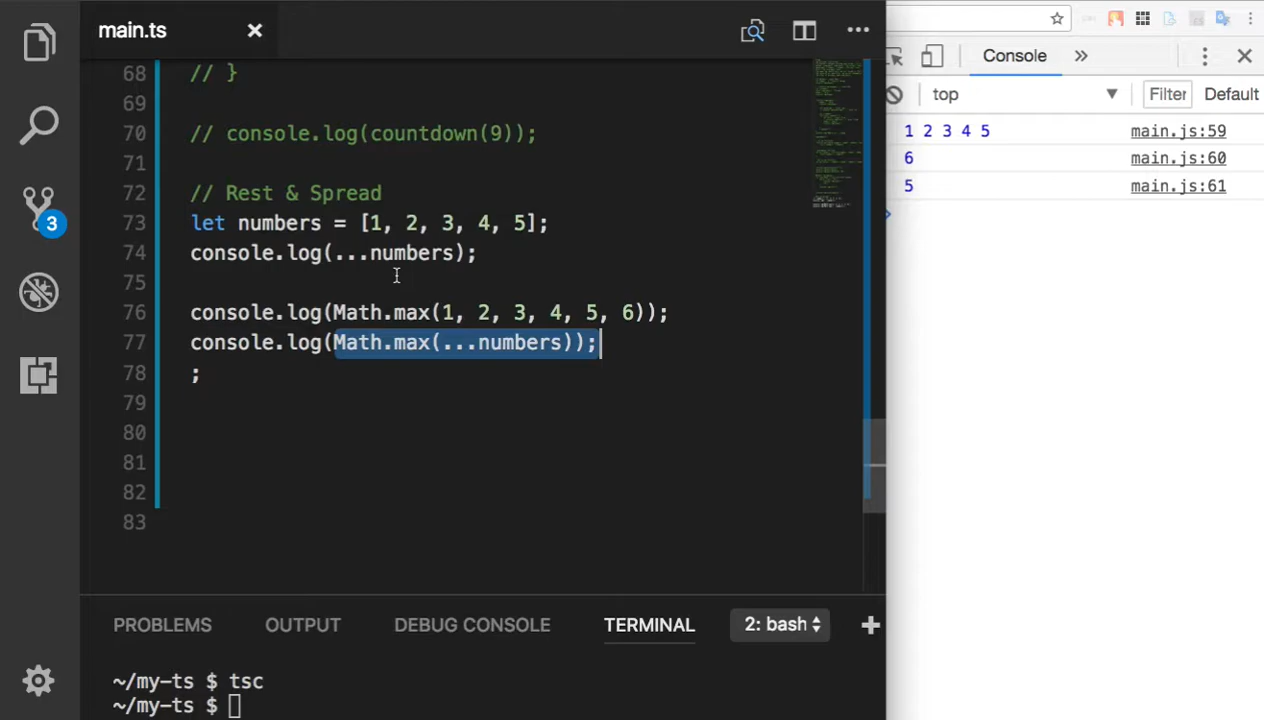 main.ts
68 // }
69
70 // console.log(countdown(9));
71
72 // Rest & Spread
73 let numbers = [1, 2, 3, 4, 5];
74 console.log(...numbers);
75
76 console.log(Math.max(1, 2, 3, 4, 5, 6));
77 console.log(Math.max(...numbers));
78 ;
79
80
81
82
83
3
PROBLEMS OUTPUT DEBUG CONSOLE TERMINAL 2: bash
~/my-ts $ tsc
~/my-ts $
Console
top Filter Default
1 2 3 4 5 main.js:59
6 main.js:60
5 main.js:61